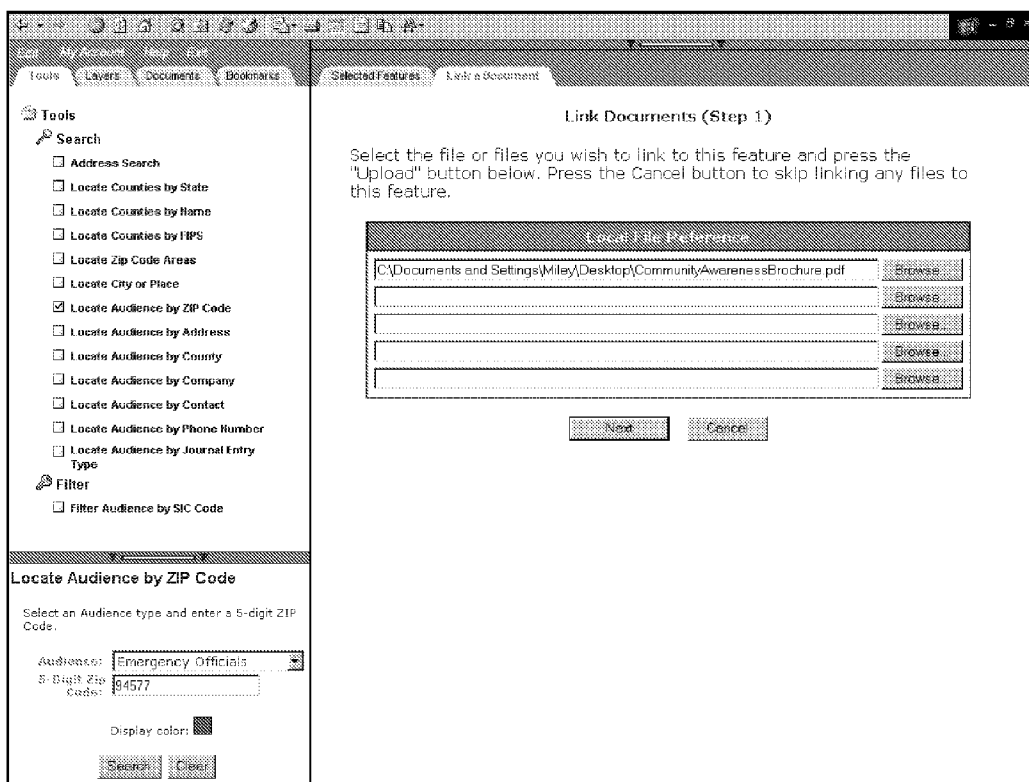 Edit My Account Help Exit
Tools Layers Documents Bookmarks
Tools
Search
Address Search
Locate Counties by State
Locate Counties by Name
Locate Counties by FIPS
Locate Zip Code Areas
Locate City or Place
Locate Audience by ZIP Code
Locate Audience by Address
Locate Audience by County
Locate Audience by Company
Locate Audience by Contact
Locate Audience by Phone Number
Locate Audience by Journal Entry
Type
Filter
Filter Audience by SIC Code
Locate Audience by ZIP Code
Select an Audience type and enter a 5-digit ZIP
Code.
Audience: Emergency Officials
5-Digit Zip
Code: 94577
Display color:
Search Clear
Selected Features Link a Document
Link Documents (Step 1)
Select the file or files you wish to link to this feature and press the
"Upload" button below. Press the Cancel button to skip linking any files to
this feature.
Local File Reference
C:\Documents and Settings\Miley\Desktop\CommunityAwarenessBrochure.pdf Browse...
Browse...
Browse...
Browse...
Browse...
Next Cancel